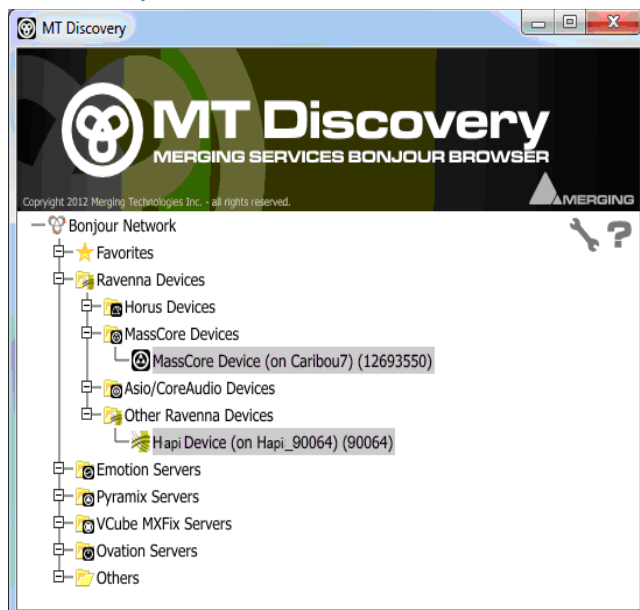 MT Discovery
MT Discovery
MERGING SERVICES BONJOUR BROWSER
Copyright 2012 Merging Technologies Inc. - all rights reserved.
MERGING
Bonjour Network
Favorites
Ravenna Devices
Horus Devices
MassCore Devices
MassCore Device (on Caribou7) (12693550)
Asio/CoreAudio Devices
Other Ravenna Devices
Hapi Device (on Hapi_90064) (90064)
Emotion Servers
Pyramix Servers
VCube MXFix Servers
Ovation Servers
Others